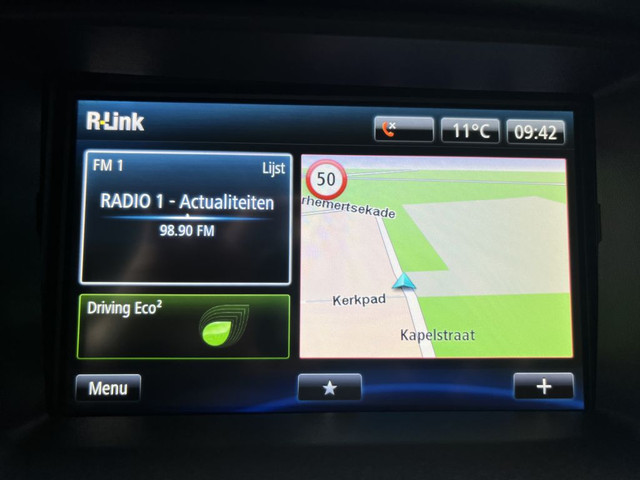 R-Link
11°C
09:42
FM 1
Lijst
RADIO 1 - Actualiteiten
98.90 FM
50
rhemertsekade
Kerkpad
Kapelstraat
Driving Eco²
Menu
+